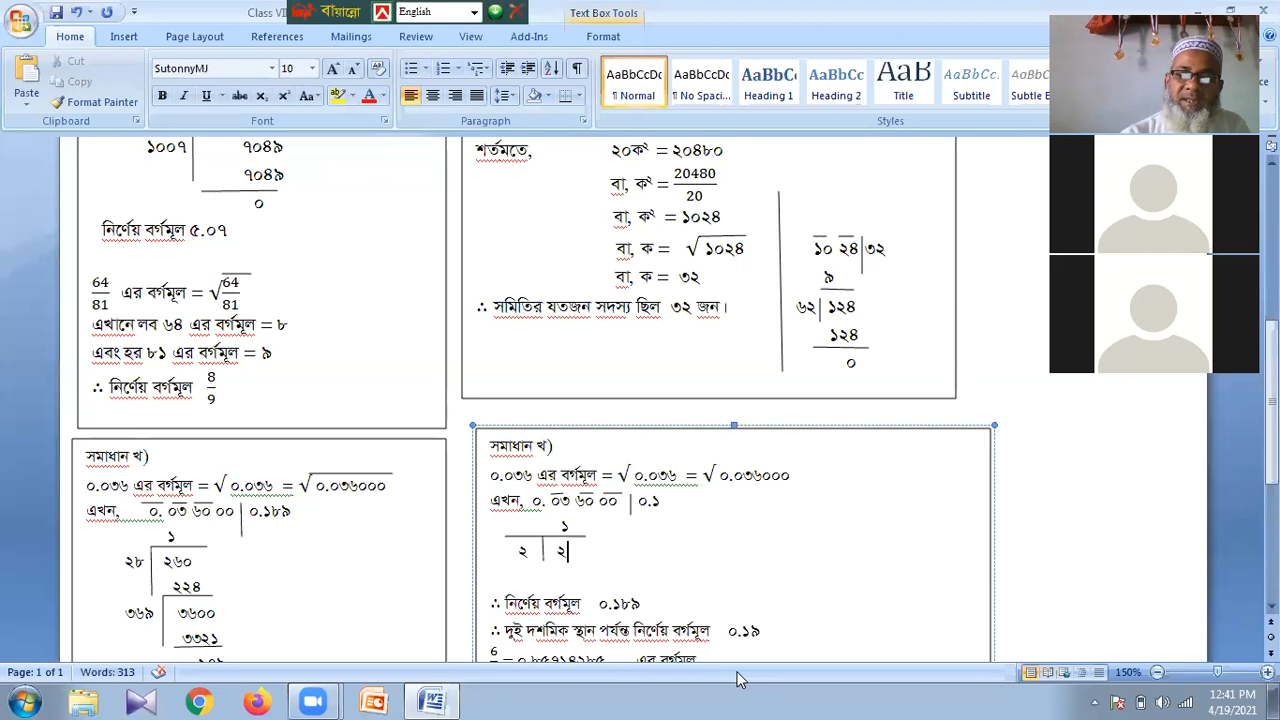 Class VI
বায়ান্নো
English
Text Box Tools
Home
Insert
Page Layout
References
Mailings
Review
View
Add-Ins
Format
Paste
Cut
Copy
Format Painter
Clipboard
SutonnyMJ
10
Font
Paragraph
AaBbCcDc
¶ Normal
AaBbCcDc
¶ No Spaci...
AaBbCc
Heading 1
AaBbCc
Heading 2
AaB
Title
AaBbCc
Subtitle
AaBbCcDc
Subtle E
Styles
১০০৭ ৭০৪৯
৭০৪৯
০
নির্ণেয় বর্গমূল ৫.০৭
64/81 এর বর্গমূল = √64/81
এখানে লব ৬৪ এর বর্গমূল = ৮
এবং হর ৮১ এর বর্গমূল = ৯
∴ নির্ণেয় বর্গমূল 8/9
শর্তমতে, ২০ক² = ২০৪৮০
বা, ক² = 20480/20
বা, ক² = ১০২৪
বা, ক = √১০২৪
বা, ক = ৩২
∴ সমিতির যতজন সদস্য ছিল ৩২ জন।
১০ ২৪ | ৩২
৯
৬২ | ১২৪
১২৪
০
সমাধান খ)
০.০৩৬ এর বর্গমূল = √ ০.০৩৬ = √০.০৩৬০০০
এখন, ০. ০৩ ৬০ ০০ | ০.১৮৯
১
২৮ ২৬০
২২৪
৩৬৯ ৩৬০০
৩৩২১
সমাধান খ)
০.০৩৬ এর বর্গমূল = √ ০.০৩৬ = √ ০.০৩৬০০০
এখন, ০. ০৩ ৬০ ০০ | ০.১
১
২ | ২
∴ নির্ণেয় বর্গমূল ০.১৮৯
∴ দুই দশমিক স্থান পর্যন্ত নির্ণেয় বর্গমূল ০.১৯
6 = ০.৮৫৭১৪২৮৫ এর বর্গমূল
Page: 1 of 1
Words: 313
150%
12:41 PM
4/19/2021